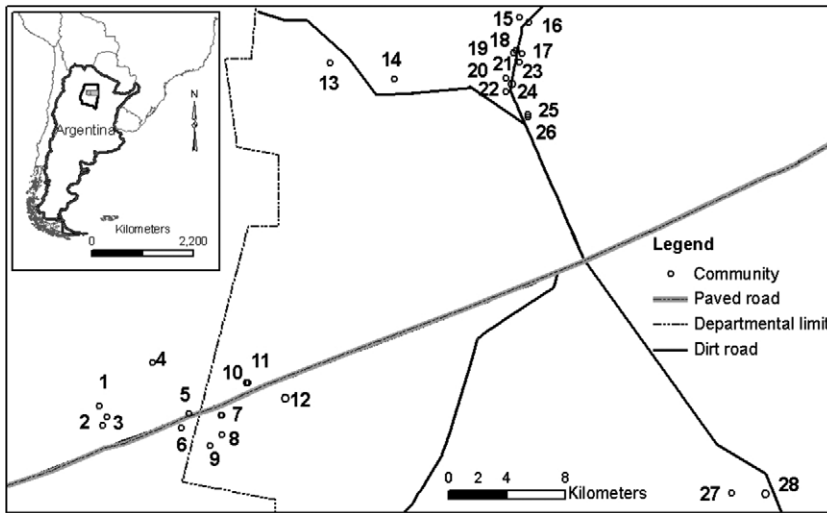 N
Argentina
Kilometers
0 2,200
15 16
18
19 17
21
20 23
22 24
25
26
13
14
Legend
Community
Paved road
Departmental limit
Dirt road
4
1
2 3
5
6
10 11
7
8
9
12
0 2 4 8
Kilometers
27 28